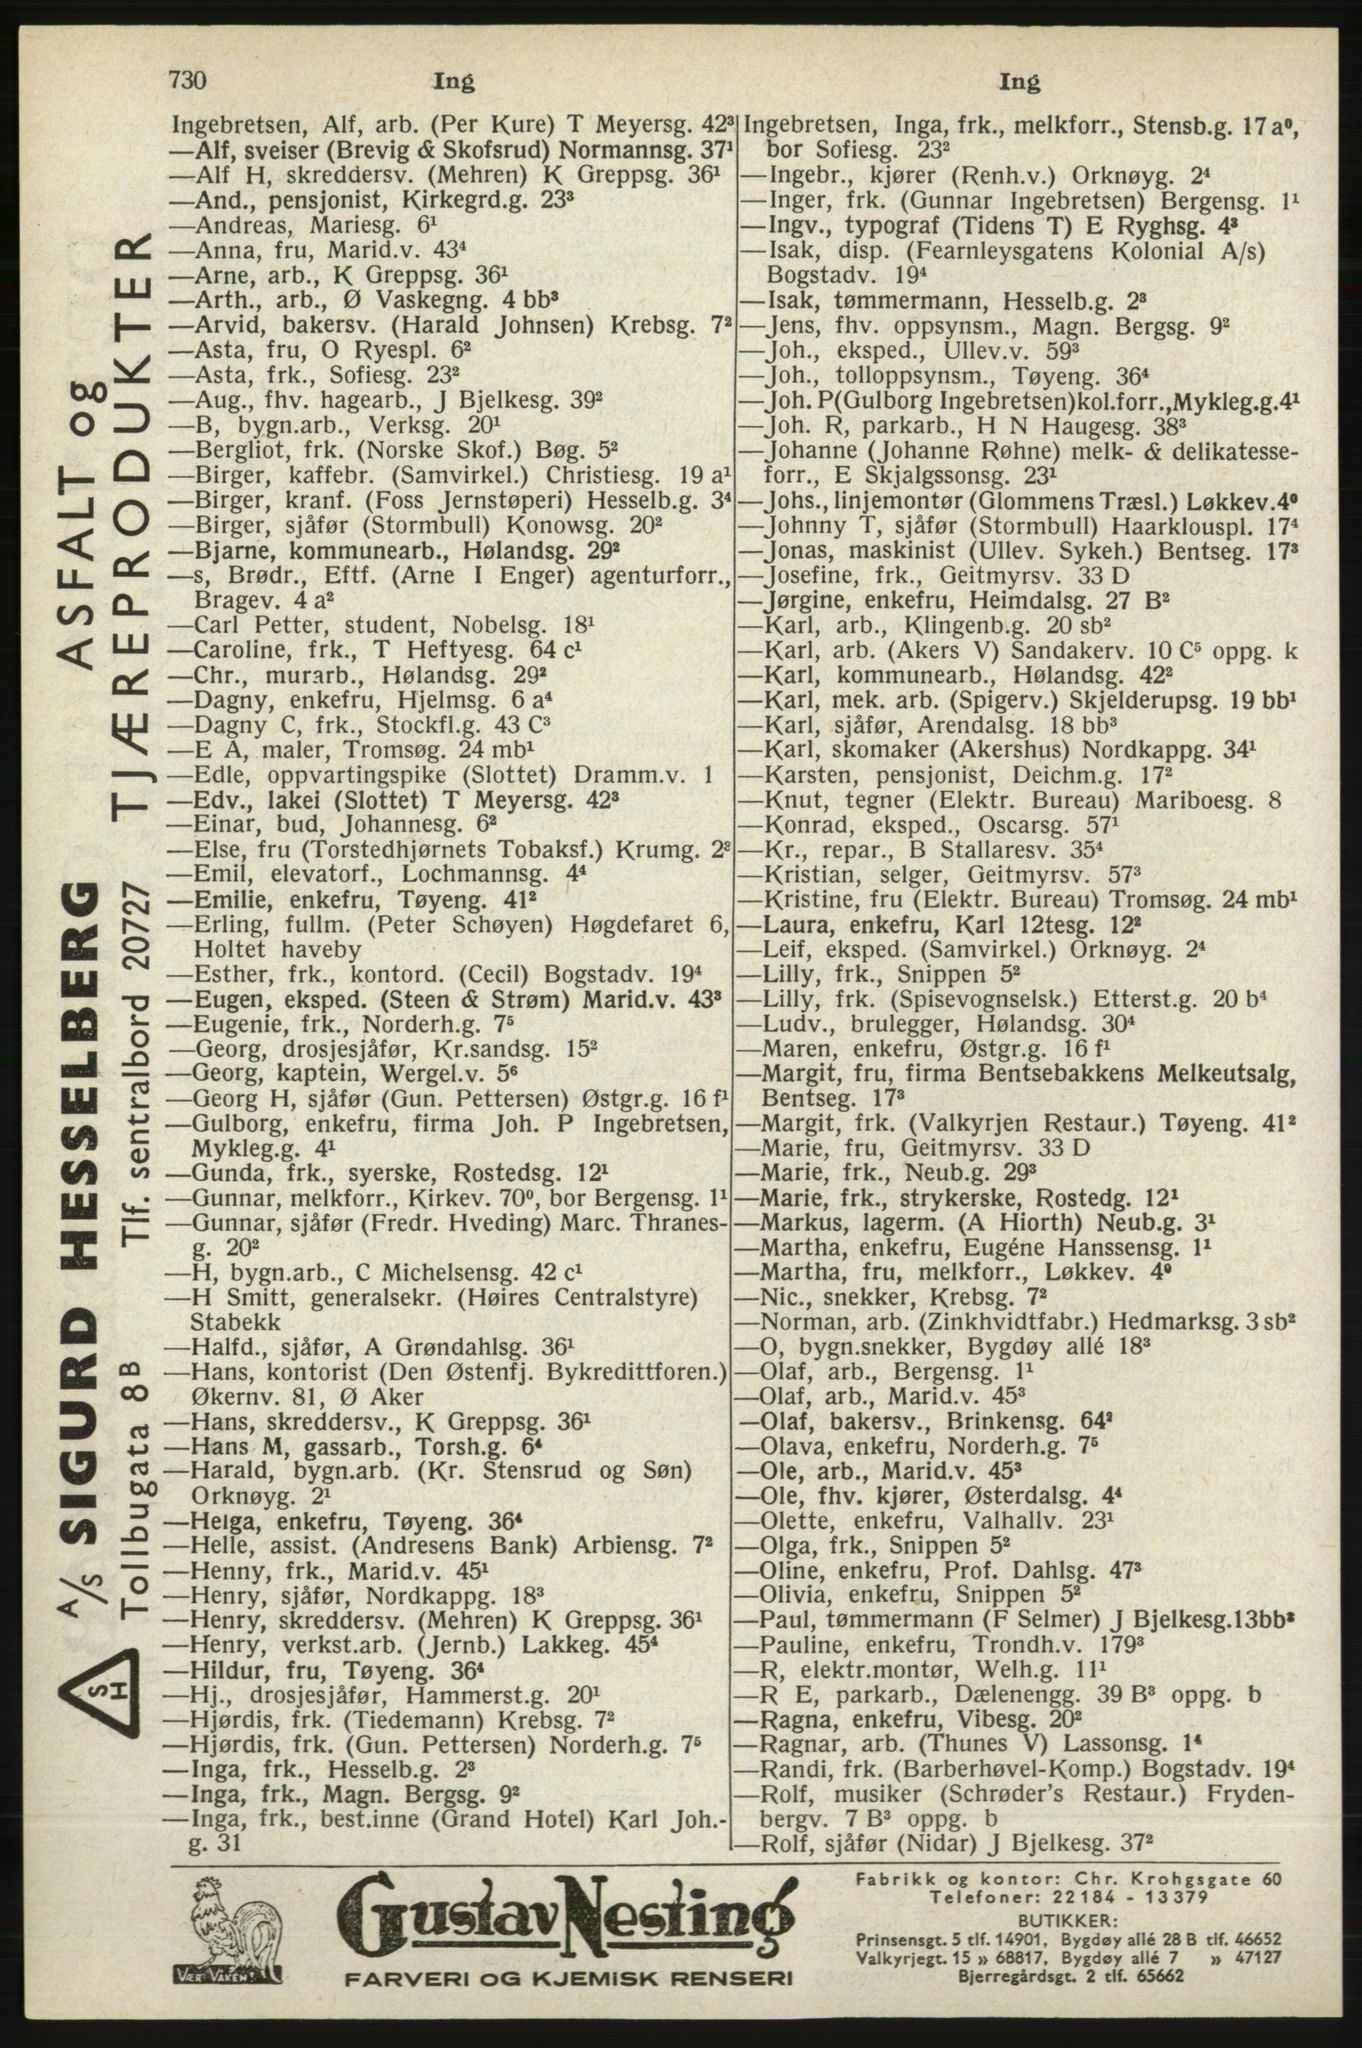 730 Ing Ing
Ingebretsen, Alf, arb. (Per Kure) T Meyersg. 42³
—Alf, sveiser (Brevig & Skofsrud) Normannsg. 37¹
—Alf H, skreddersv. (Mehren) K Greppsg. 36¹
—And., pensjonist, Kirkegrd.g. 23³
—Andreas, Mariesg. 6¹
—Anna, fru, Marid.v. 43⁴
—Arne, arb., K Greppsg. 36¹
—Arth., arb., Ø Vaskegng. 4 bb³
—Arvid, bakersv. (Harald Johnsen) Krebsg. 7²
—Asta, fru, O Ryespl. 6²
—Asta, frk., Sofiesg. 23²
—Aug., fhv. hagearb., J Bjelkesg. 39²
—B, bygn.arb., Verksg. 20¹
—Bergliot, frk. (Norske Skof.) Bøg. 5²
—Birger, kaffebr. (Samvirkel.) Christiesg. 19 a¹
—Birger, kranf. (Foss Jernstøperi) Hesselb.g. 3⁴
—Birger, sjåfør (Stormbull) Konowsg. 20²
—Bjarne, kommunearb., Hølandsg. 29²
—s, Brødr., Eftf. (Arne I Enger) agenturforr.,
Bragev. 4 a²
—Carl Petter, student, Nobelsg. 18¹
—Caroline, frk., T Heftyesg. 64 c¹
—Chr., murarb., Hølandsg. 29²
—Dagny, enkefru, Hjelmsg. 6 a⁴
—Dagny C, frk., Stockfl.g. 43 C³
—E A, maler, Tromsøg. 24 mb¹
—Edle, oppvartingspike (Slottet) Dramm.v. 1
—Edv., lakei (Slottet) T Meyersg. 42³
—Einar, bud, Johannesg. 6²
—Else, fru (Torstedhjørnets Tobaksf.) Krumg. 2³
—Emil, elevatorf., Lochmannsg. 4⁴
—Emilie, enkefru, Tøyeng. 41²
—Erling, fullm. (Peter Schøyen) Høgdefaret 6,
Holtet haveby
—Esther, frk., kontord. (Cecil) Bogstadv. 19⁴
—Eugen, eksped. (Steen & Strøm) Marid.v. 43³
—Eugenie, frk., Norderh.g. 7⁵
—Georg, drosjesjåfør, Kr.sandsg. 15²
—Georg, kaptein, Wergel.v. 5⁶
—Georg H, sjåfør (Gun. Pettersen) Østgr.g. 16 f¹
—Gulborg, enkefru, firma Joh. P Ingebretsen,
Mykleg.g. 4¹
—Gunda, frk., syerske, Rostedsg. 12¹
—Gunnar, melkforr., Kirkev. 70⁰, bor Bergensg. 1¹
—Gunnar, sjåfør (Fredr. Hveding) Marc. Thranes-
g. 20²
—H, bygn.arb., C Michelsensg. 42 c¹
—H Smitt, generalsekr. (Høires Centralstyre)
Stabekk
—Halfd., sjåfør, A Grøndahlsg. 36¹
—Hans, kontorist (Den Østenfj. Bykredittforen.)
Økernv. 81, Ø Aker
—Hans, skreddersv., K Greppsg. 36¹
—Hans M, gassarb., Torsh.g. 6⁴
—Harald, bygn.arb. (Kr. Stensrud og Søn)
Orknøyg. 2¹
—Helga, enkefru, Tøyeng. 36⁴
—Helle, assist. (Andresens Bank) Arbiensg. 7²
—Henny, frk., Marid.v. 45¹
—Henry, sjåfør, Nordkappg. 18³
—Henry, skreddersv. (Mehren) K Greppsg. 36¹
—Henry, verkst.arb. (Jernb.) Lakkeg. 45⁴
—Hildur, fru, Tøyeng. 36⁴
—Hj., drosjesjåfør, Hammerst.g. 20¹
—Hjørdis, frk. (Tiedemann) Krebsg. 7²
—Hjørdis, frk. (Gun. Pettersen) Norderh.g. 7⁵
—Inga, frk., Hesselb.g. 2³
—Inga, frk., Magn. Bergsg. 9²
—Inga, frk., best.inne (Grand Hotel) Karl Joh.-
g. 31
Ingebretsen, Inga, frk., melkforr., Stensb.g. 17 a⁰,
bor Sofiesg. 23²
—Ingebr., kjører (Renh.v.) Orknøyg. 2⁴
—Inger, frk. (Gunnar Ingebretsen) Bergensg. 1¹
—Ingv., typograf (Tidens T) E Ryghsg. 4³
—Isak, disp. (Fearnleysgatens Kolonial A/s)
Bogstadv. 19⁴
—Isak, tømmermann, Hesselb.g. 2³
—Jens, fhv. oppsynsm., Magn. Bergsg. 9²
—Joh., eksped., Ullev.v. 59³
—Joh., tolloppsynsm., Tøyeng. 36⁴
—Joh. P(Gulborg Ingebretsen)kol.forr.,Mykleg.g.4¹
—Joh. R, parkarb., H N Haugesg. 38³
—Johanne (Johanne Røhne) melk- & delikatesse-
forr., E Skjalgssonsg. 23¹
—Johs., linjemontør (Glommens Træsl.) Løkkev.4⁰
—Johnny T, sjåfør (Stormbull) Haarklouspl. 17⁴
—Jonas, maskinist (Ullev. Sykeh.) Bentseg. 17³
—Josefine, frk., Geitmyrsv. 33 D
—Jørgine, enkefru, Heimdalsg. 27 B²
—Karl, arb., Klingenb.g. 20 sb²
—Karl, arb. (Akers V) Sandakerv. 10 C⁵ oppg. k
—Karl, kommunearb., Hølandsg. 42²
—Karl, mek. arb. (Spigerv.) Skjelderupsg. 19 bb¹
—Karl, sjåfør, Arendalsg. 18 bb³
—Karl, skomaker (Akershus) Nordkappg. 34¹
—Karsten, pensjonist, Deichm.g. 17²
—Knut, tegner (Elektr. Bureau) Mariboesg. 8
—Konrad, eksped., Oscarsg. 57¹
—Kr., repar., B Stallaresv. 35⁴
—Kristian, selger, Geitmyrsv. 57³
—Kristine, fru (Elektr. Bureau) Tromsøg. 24 mb¹
—Laura, enkefru, Karl 12tesg. 12²
—Leif, eksped. (Samvirkel.) Orknøyg. 2⁴
—Lilly, frk., Snippen 5²
—Lilly, frk. (Spisevognselsk.) Etterst.g. 20 b⁴
—Ludv., brulegger, Hølandsg. 30⁴
—Maren, enkefru, Østgr.g. 16 f¹
—Margit, fru, firma Bentsebakkens Melkeutsalg,
Bentseg. 17³
—Margit, frk. (Valkyrjen Restaur.) Tøyeng. 41²
—Marie, fru, Geitmyrsv. 33 D
—Marie, frk., Neub.g. 29³
—Marie, frk., strykerske, Rostedg. 12¹
—Markus, lagerm. (A Hiorth) Neub.g. 3¹
—Martha, enkefru, Eugéne Hanssensg. 1¹
—Martha, fru, melkforr., Løkkev. 4⁰
—Nic., snekker, Krebsg. 7²
—Norman, arb. (Zinkhvidtfabr.) Hedmarksg. 3 sb²
—O, bygn.snekker, Bygdøy allé 18³
—Olaf, arb., Bergensg. 1¹
—Olaf, arb., Marid.v. 45³
—Olaf, bakersv., Brinkensg. 64²
—Olava, enkefru, Norderh.g. 7⁵
—Ole, arb., Marid.v. 45³
—Ole, fhv. kjører, Østerdalsg. 4⁴
—Olette, enkefru, Valhallv. 23¹
—Olga, frk., Snippen 5²
—Oline, enkefru, Prof. Dahlsg. 47³
—Olivia, enkefru, Snippen 5²
—Paul, tømmermann (F Selmer) J Bjelkesg.13bb²
—Pauline, enkefru, Trondh.v. 179³
—R, elektr.montør, Welh.g. 11¹
—R E, parkarb., Dælenengg. 39 B³ oppg. b
—Ragna, enkefru, Vibesg. 20²
—Ragnar, arb. (Thunes V) Lassonsg. 1⁴
—Randi, frk. (Barberhøvel-Komp.) Bogstadv. 19⁴
—Rolf, musiker (Schrøder's Restaur.) Fryden-
bergv. 7 B³ oppg. b
—Rolf, sjåfør (Nidar) J Bjelkesg. 37²
ASFALT og
TJÆREPRODUKTER
A/S SIGURD HESSELBERG
Tollbugata 8B Tlf. sentralbord 20727
SH
VÆR VÅKEN!
Gustav Nesting
FARVERI OG KJEMISK RENSERI
Fabrikk og kontor: Chr. Krohgsgate 60
Telefoner: 22184 - 13379
BUTIKKER:
Prinsensgt. 5 tlf. 14901, Bygdøy allé 28 B tlf. 46652
Valkyrjegt. 15 » 68817, Bygdøy allé 7 » 47127
Bjerregårdsgt. 2 tlf. 65662